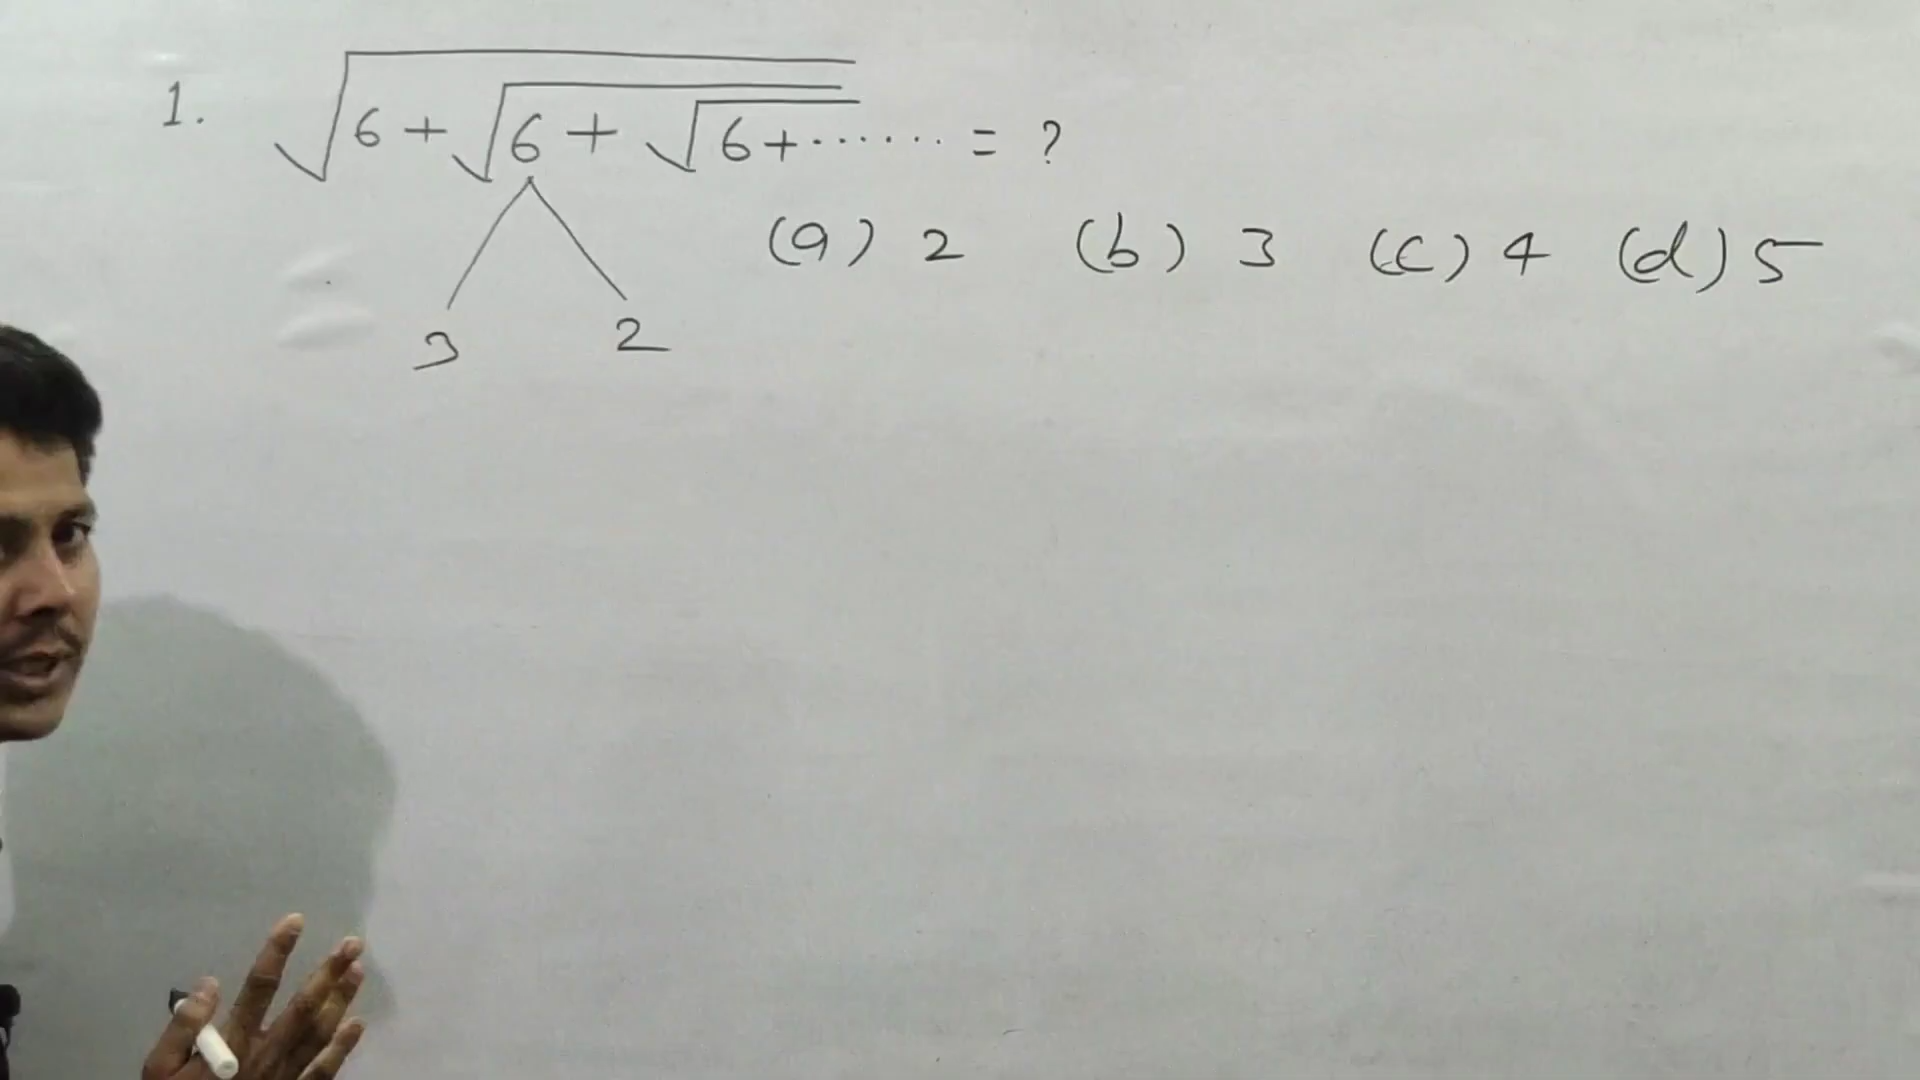 1. √6+√6+√6+...... = ?
(a) 2 (b) 3 (c) 4 (d) 5
3 2